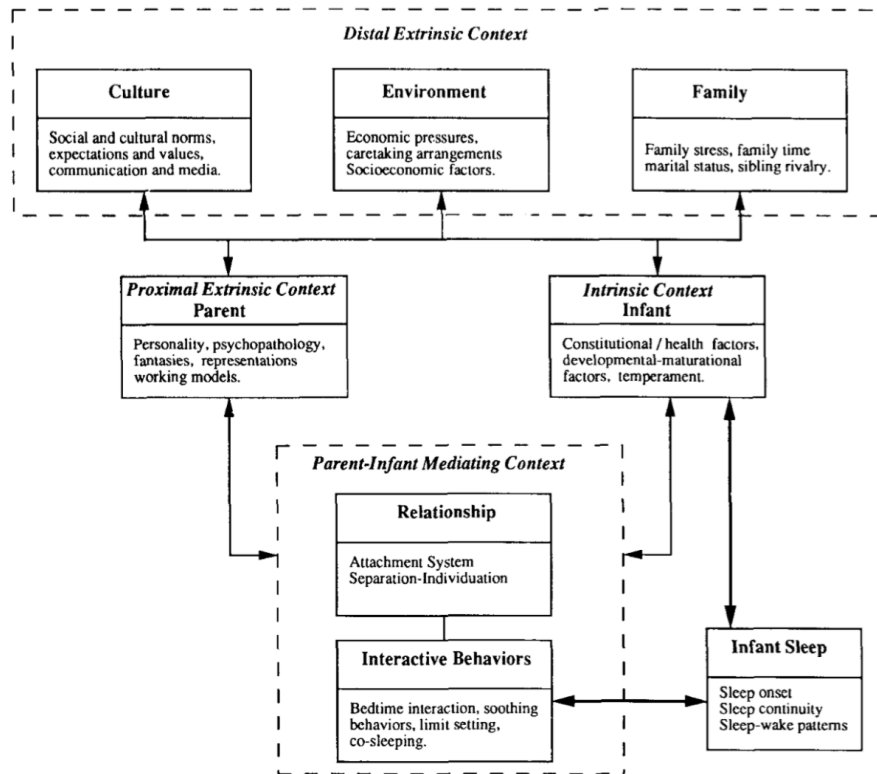 Distal Extrinsic Context
Culture
Social and cultural norms,
expectations and values,
communication and media.
Environment
Economic pressures,
caretaking arrangements
Socioeconomic factors.
Family
Family stress, family time
marital status, sibling rivalry.
Proximal Extrinsic Context
Parent
Personality, psychopathology,
fantasies, representations
working models.
Intrinsic Context
Infant
Constitutional / health factors,
developmental-maturational
factors, temperament.
Parent-Infant Mediating Context
Relationship
Attachment System
Separation-Individuation
Interactive Behaviors
Bedtime interaction, soothing
behaviors, limit setting,
co-sleeping.
Infant Sleep
Sleep onset
Sleep continuity
Sleep-wake patterns